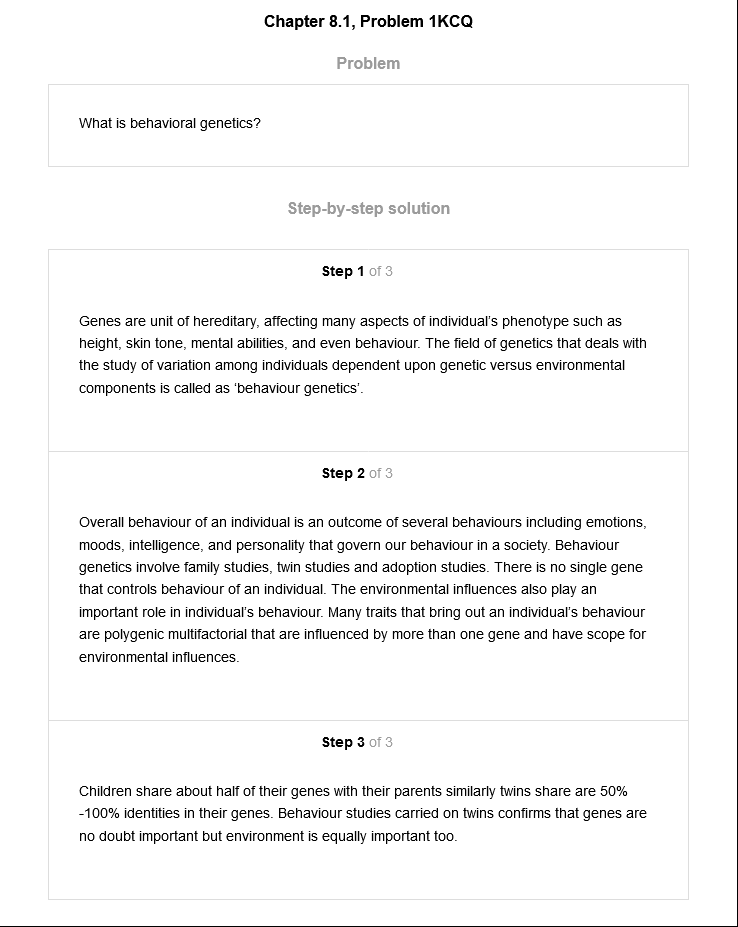 Chapter 8.1, Problem 1KCQ
Problem
What is behavioral genetics?
Step-by-step solution
Step 1 of 3
Genes are unit of hereditary, affecting many aspects of individual's phenotype such as
height, skin tone, mental abilities, and even behaviour. The field of genetics that deals with
the study of variation among individuals dependent upon genetic versus environmental
components is called as ‘behaviour genetics’.
Step 2 of 3
Overall behaviour of an individual is an outcome of several behaviours including emotions,
moods, intelligence, and personality that govern our behaviour in a society. Behaviour
genetics involve family studies, twin studies and adoption studies. There is no single gene
that controls behaviour of an individual. The environmental influences also play an
important role in individual's behaviour. Many traits that bring out an individual's behaviour
are polygenic multifactorial that are influenced by more than one gene and have scope for
environmental influences.
Step 3 of 3
Children share about half of their genes with their parents similarly twins share are 50%
-100% identities in their genes. Behaviour studies carried on twins confirms that genes are
no doubt important but environment is equally important too.